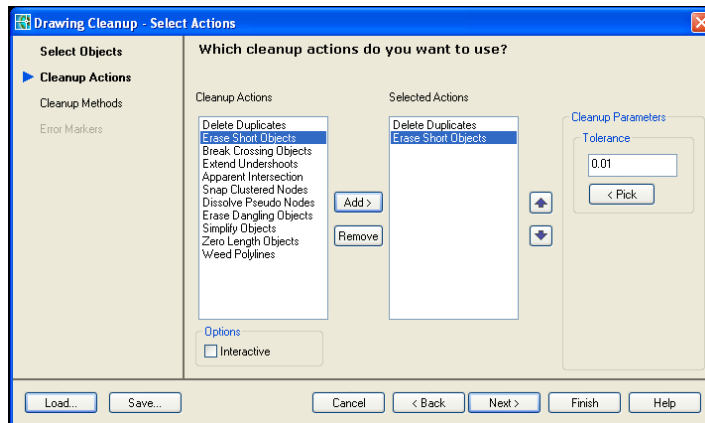 Drawing Cleanup - Select Actions
Select Objects
Cleanup Actions
Cleanup Methods
Error Markers
Which cleanup actions do you want to use?
Cleanup Actions
Delete Duplicates
Erase Short Objects
Break Crossing Objects
Extend Undershoots
Apparent Intersection
Snap Clustered Nodes
Dissolve Pseudo Nodes
Erase Dangling Objects
Simplify Objects
Zero Length Objects
Weed Polylines
Add >
Remove
Selected Actions
Delete Duplicates
Erase Short Objects
Cleanup Parameters
Tolerance
0.01
< Pick
Options
Interactive
Load...
Save...
Cancel
< Back
Next >
Finish
Help